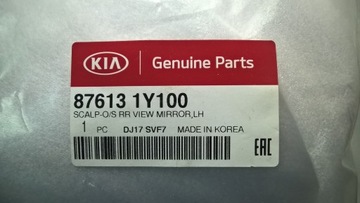 KIA Genuine Parts
87613 1Y100
SCALP-O/S RR VIEW MIRROR,LH
1 PC DJ17 SVF7 MADE IN KOREA
EAC